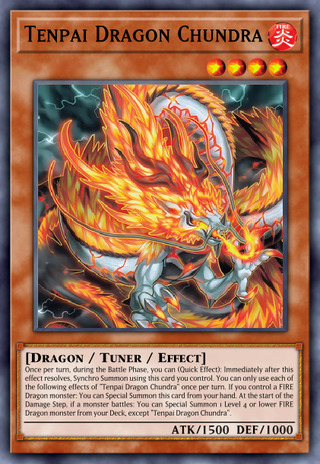 Tenpai Dragon Chundra
FIRE
炎
[Dragon / Tuner / Effect]
Once per turn, during the Battle Phase, you can (Quick Effect): Immediately after this
effect resolves, Synchro Summon using this card you control. You can only use each
of the following effects of "Tenpai Dragon Chundra" once per turn. If you control a FIRE
Dragon monster: You can Special Summon this card from your hand. At the start of the
Damage Step, if a monster battles: You can Special Summon 1 Level 4 or lower FIRE
Dragon monster from your Deck, except "Tenpai Dragon Chundra".
ATK/1500 DEF/1000